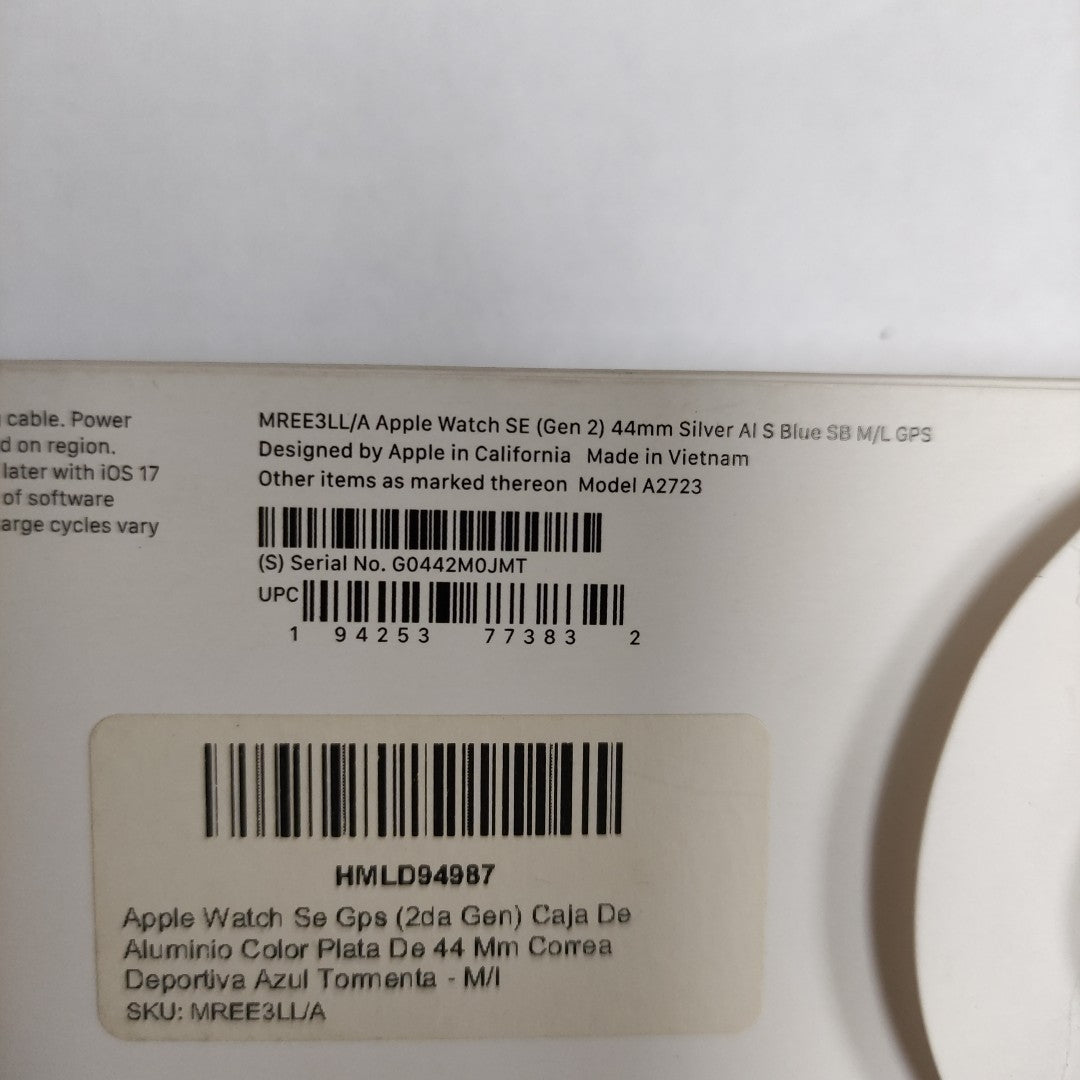 cable. Power
d on region.
later with iOS 17
of software
arge cycles vary
MREE3LL/A Apple Watch SE (Gen 2) 44mm Silver Al S Blue SB M/L GPS
Designed by Apple in California Made in Vietnam
Other items as marked thereon Model A2723
(S) Serial No. G0442M0JMT
UPC
1 94253 77383 2
HMLD94987
Apple Watch Se Gps (2da Gen) Caja De
Aluminio Color Plata De 44 Mm Correa
Deportiva Azul Tormenta - M/l
SKU: MREE3LL/A